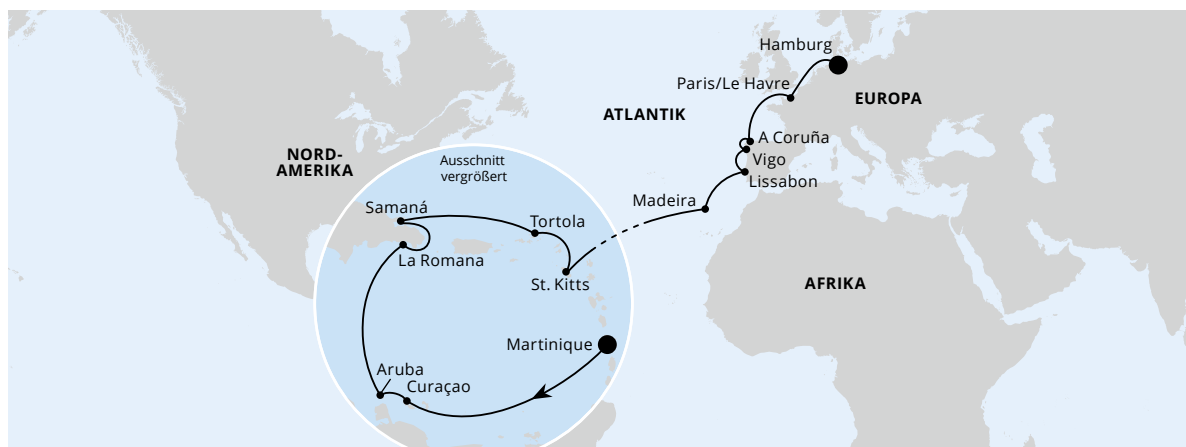 Hamburg
Paris/Le Havre
EUROPA
ATLANTIK
A Coruña
NORD-
AMERIKA
Ausschnitt
vergrößert
Vigo
Lissabon
Madeira
Samaná
Tortola
La Romana
St. Kitts
AFRIKA
Martinique
Aruba
Curaçao